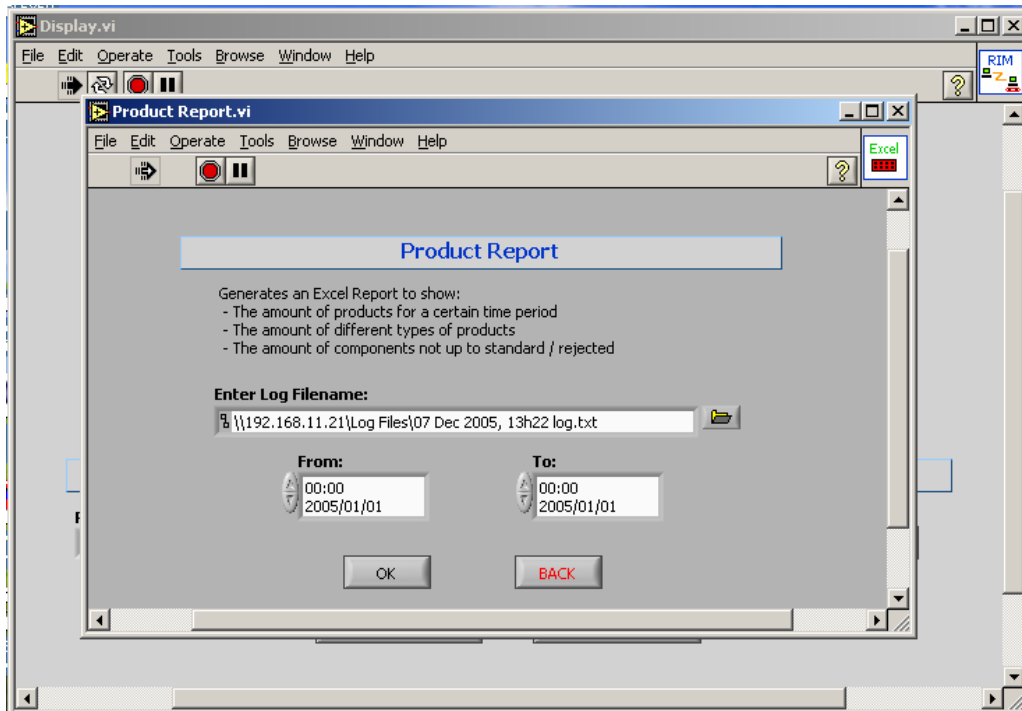 Display.vi
File Edit Operate Tools Browse Window Help
RIM
Product Report.vi
File Edit Operate Tools Browse Window Help
Excel
Product Report
Generates an Excel Report to show:
- The amount of products for a certain time period
- The amount of different types of products
- The amount of components not up to standard / rejected
Enter Log Filename:
\\192.168.11.21\Log Files\07 Dec 2005, 13h22 log.txt
From: To:
00:00 00:00
2005/01/01 2005/01/01
OK BACK